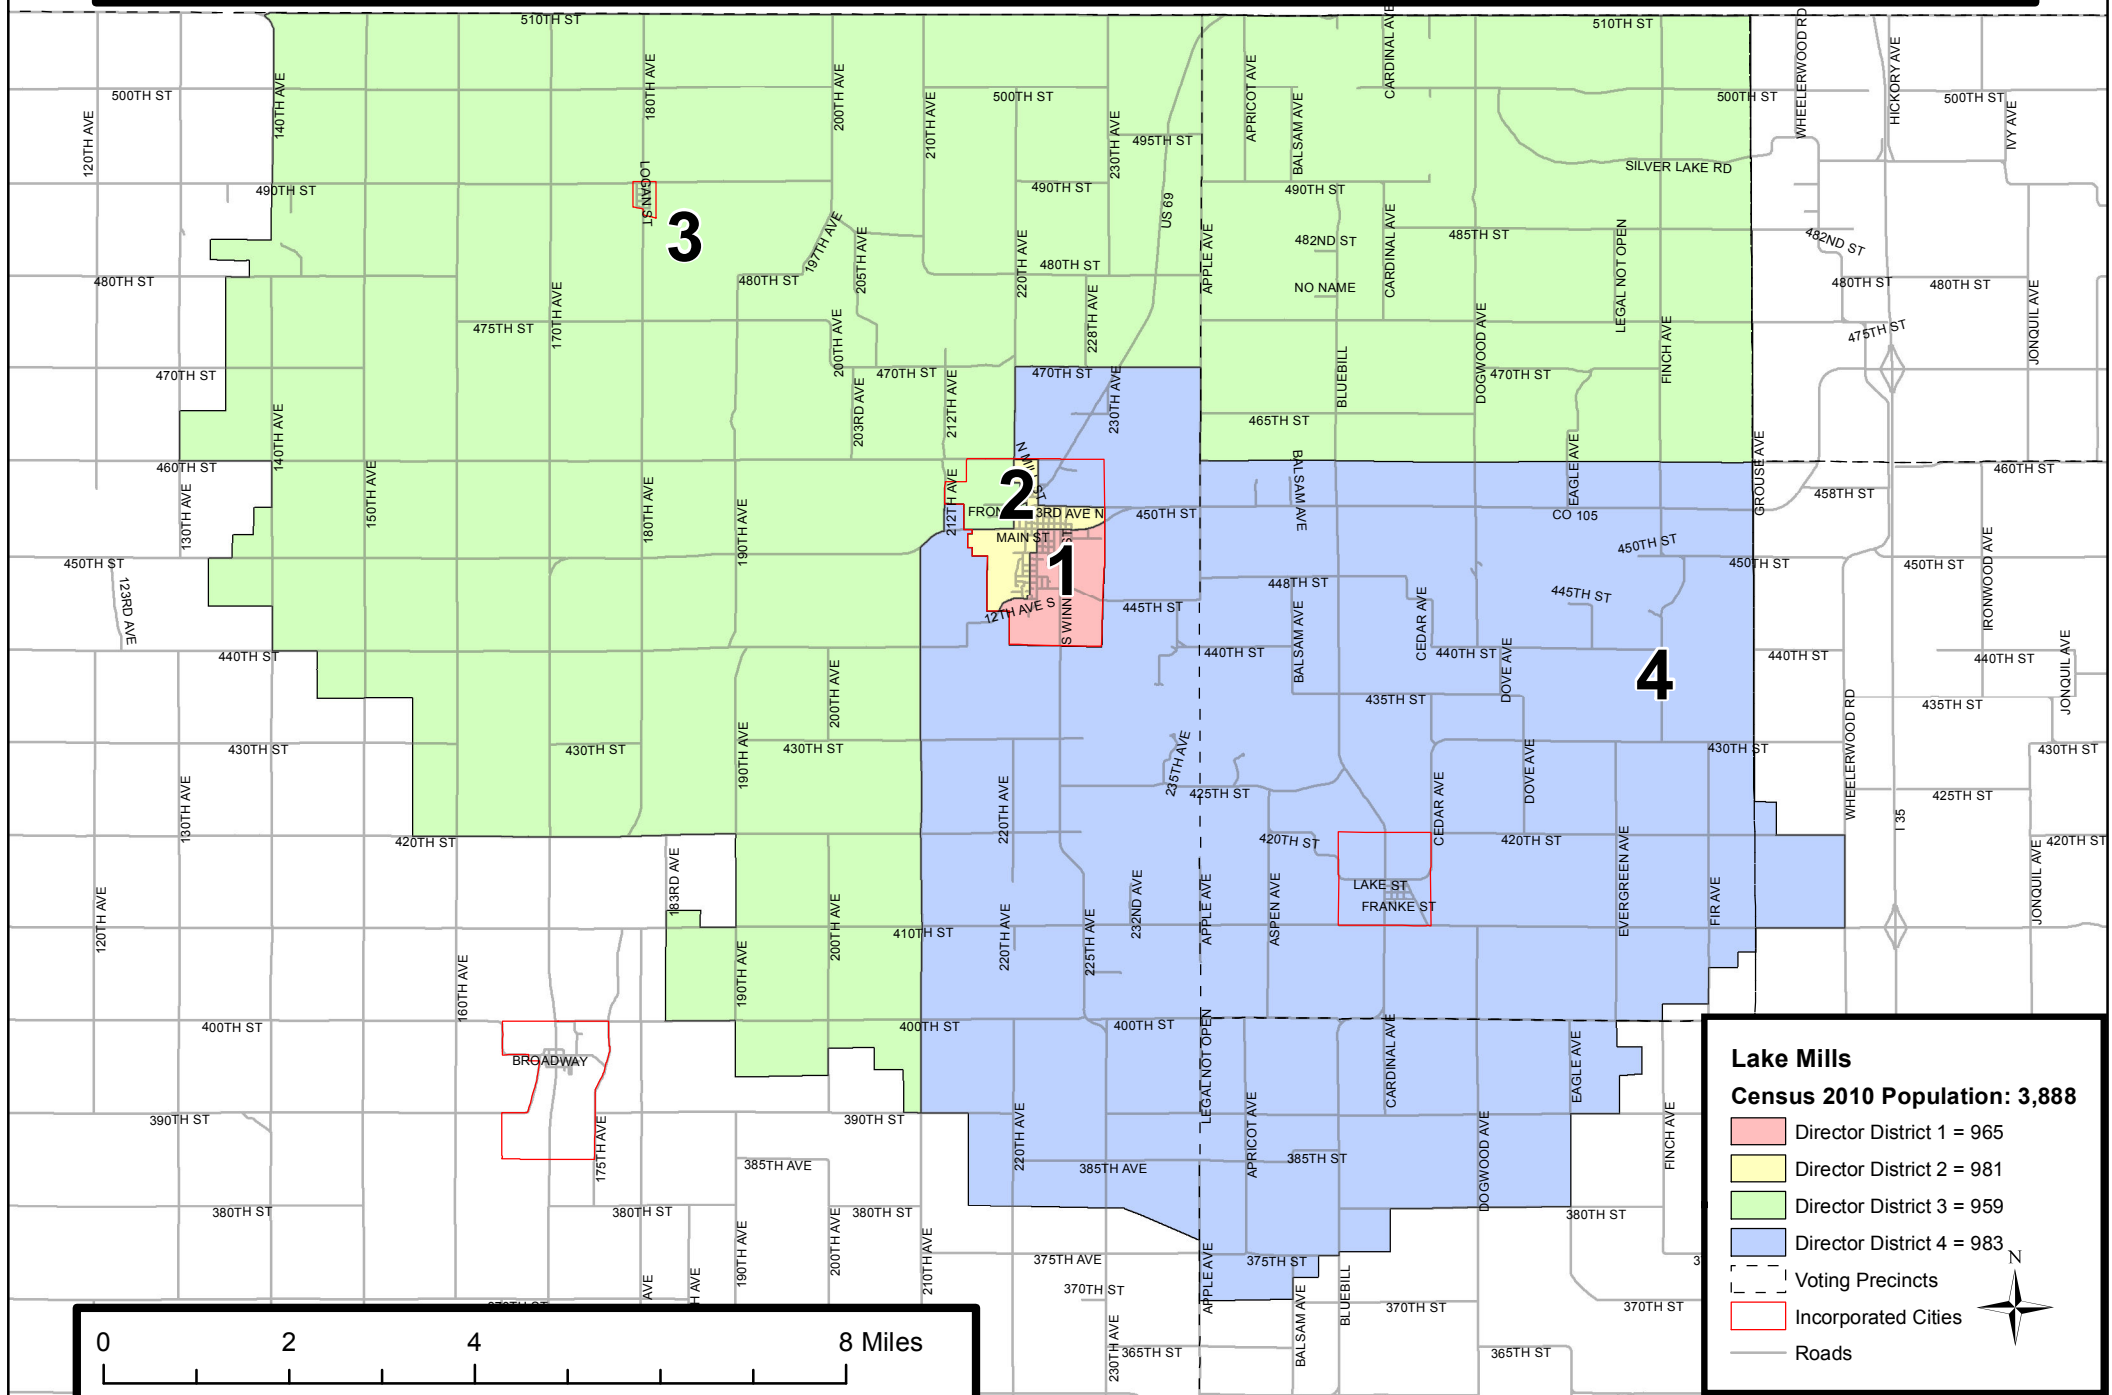 510TH ST
CARDINAL AVE
510TH ST
WHEELERWOOD RD
HICKORY AVE
120TH AVE
500TH ST
140TH AVE
180TH AVE
200TH AVE
210TH AVE
500TH ST
230TH AVE
495TH ST
APRICOT AVE
BALSAM AVE
500TH ST
500TH ST
IVY AVE
490TH ST
LOGAN ST
490TH ST
US 69
490TH ST
SILVER LAKE RD
3
197TH AVE
205TH AVE
220TH AVE
480TH ST
APPLE AVE
482ND ST
CARDINAL AVE
485TH ST
LEGAL NOT OPEN
482ND ST
480TH ST
170TH AVE
480TH ST
228TH AVE
NO NAME
480TH ST
480TH ST
JONQUIL AVE
475TH ST
200TH AVE
BLUEBILL
DOGWOOD AVE
FINCH AVE
475TH ST
470TH ST
470TH ST
470TH ST
470TH ST
140TH AVE
203RD AVE
212TH AVE
230TH AVE
465TH ST
460TH ST
130TH AVE
150TH AVE
180TH AVE
190TH AVE
212TH AVE
N MILL ST
2
BALSAM AVE
EAGLE AVE
GROUSE AVE
460TH ST
458TH ST
3RD AVE N
450TH ST
CO 105
MAIN ST
450TH ST
123RD AVE
1
448TH ST
450TH ST
450TH ST
450TH ST
IRONWOOD AVE
12TH AVE S
445TH ST
BALSAM AVE
CEDAR AVE
445TH ST
440TH ST
440TH ST
440TH ST
DOVE AVE
4
440TH ST
440TH ST
JONQUIL AVE
435TH ST
435TH ST
200TH AVE
430TH ST
430TH ST
190TH AVE
430TH ST
235TH AVE
430TH ST
WHEELERWOOD RD
430TH ST
130TH AVE
220TH AVE
425TH ST
CEDAR AVE
DOVE AVE
425TH ST
I 35
420TH ST
420TH ST
420TH ST
420TH ST
120TH AVE
183RD AVE
200TH AVE
232ND AVE
APPLE AVE
ASPEN AVE
LAKE ST
FRANKE ST
EVERGREEN AVE
FIR AVE
JONQUIL AVE
410TH ST
220TH AVE
225TH AVE
160TH AVE
190TH AVE
400TH ST
400TH ST
400TH ST
LEGAL NOT OPEN
CARDINAL AVE
EAGLE AVE
BROADWAY
390TH ST
175TH AVE
390TH ST
220TH AVE
APRICOT AVE
DOGWOOD AVE
FINCH AVE
385TH AVE
385TH AVE
385TH ST
380TH ST
380TH ST
380TH ST
380TH ST
190TH AVE
200TH AVE
210TH AVE
375TH AVE
APPLE AVE
375TH ST
BLUEBILL
370TH ST
BALSAM AVE
370TH ST
370TH ST
230TH AVE
365TH ST
365TH ST
0 2 4 8 Miles
Lake Mills
Census 2010 Population: 3,888
Director District 1 = 965
Director District 2 = 981
Director District 3 = 959
Director District 4 = 983
N
Voting Precincts
Incorporated Cities
Roads